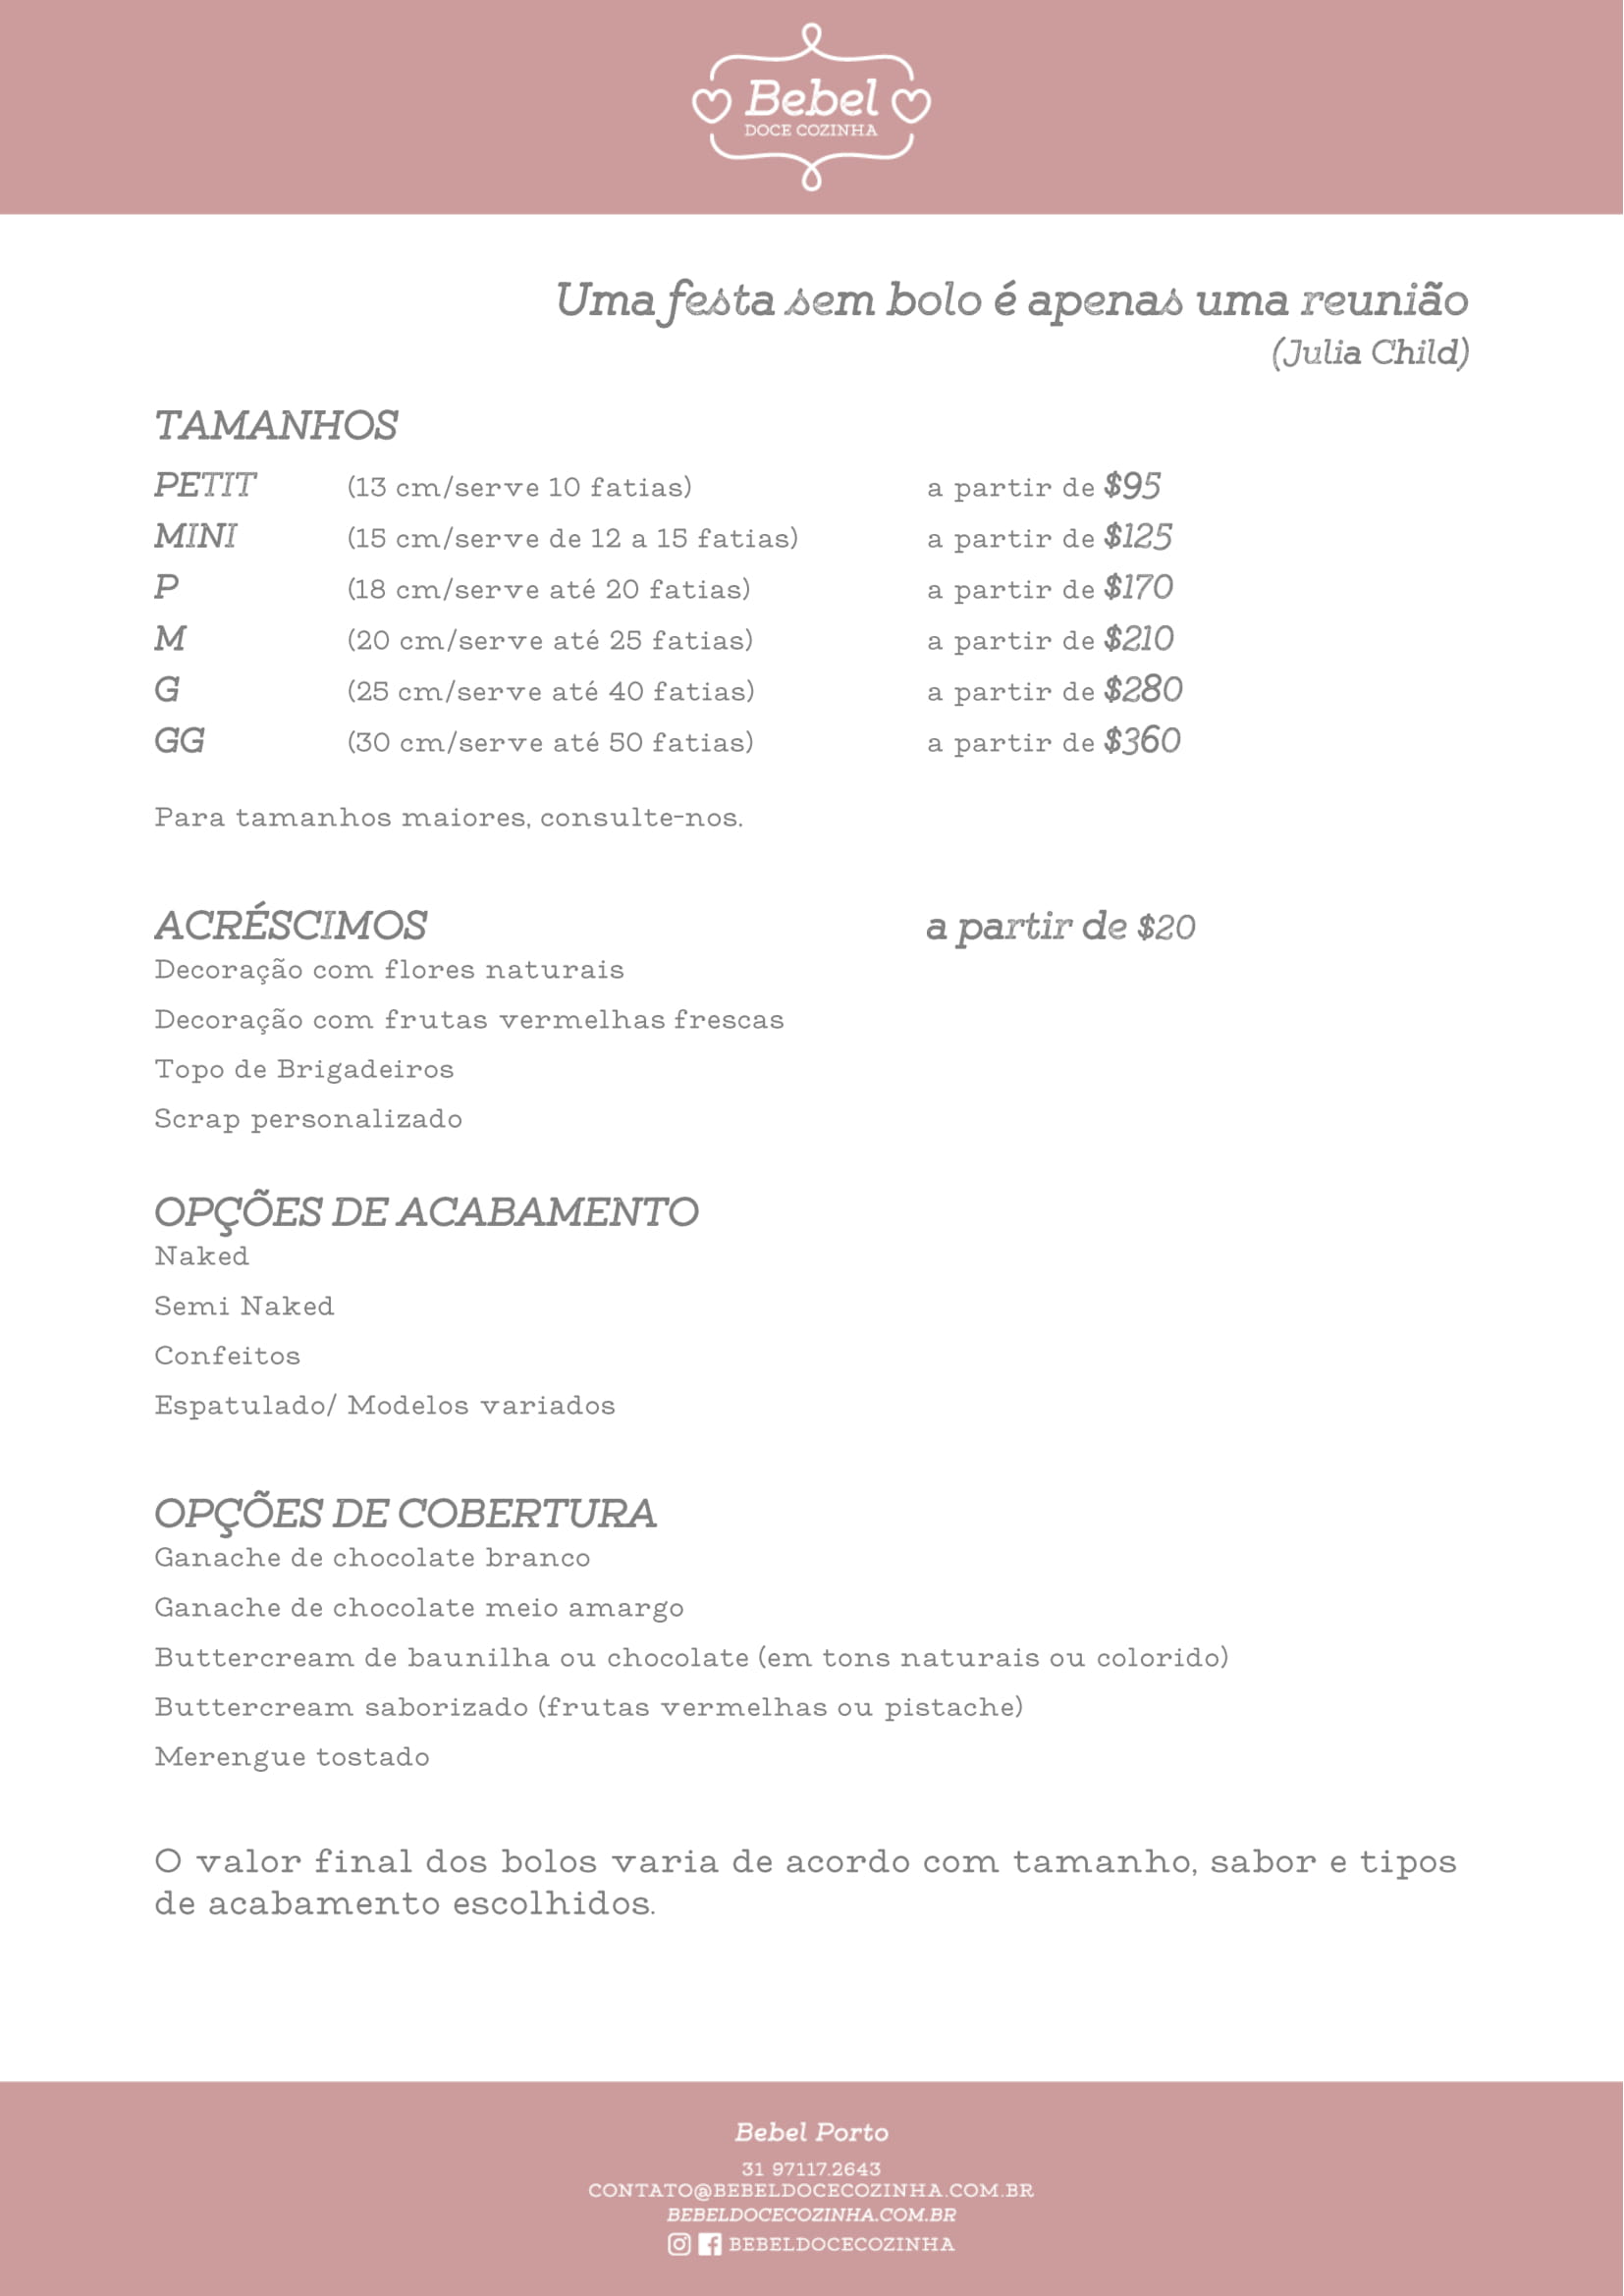 Bebel
DOCE COZINHA
Uma festa sem bolo é apenas uma reunião
(Julia Child)
TAMANHOS
PETIT (13 cm/serve 10 fatias) a partir de $95
MINI (15 cm/serve de 12 a 15 fatias) a partir de $125
P (18 cm/serve até 20 fatias) a partir de $170
M (20 cm/serve até 25 fatias) a partir de $210
G (25 cm/serve até 40 fatias) a partir de $280
GG (30 cm/serve até 50 fatias) a partir de $360
Para tamanhos maiores, consulte-nos.
ACRÉSCIMOS a partir de $20
Decoração com flores naturais
Decoração com frutas vermelhas frescas
Topo de Brigadeiros
Scrap personalizado
OPÇÕES DE ACABAMENTO
Naked
Semi Naked
Confeitos
Espatulado/ Modelos variados
OPÇÕES DE COBERTURA
Ganache de chocolate branco
Ganache de chocolate meio amargo
Buttercream de baunilha ou chocolate (em tons naturais ou colorido)
Buttercream saborizado (frutas vermelhas ou pistache)
Merengue tostado
O valor final dos bolos varia de acordo com tamanho, sabor e tipos
de acabamento escolhidos.
Bebel Porto
31 97117.2643
CONTATO@BEBELDOCECOZINHA.COM.BR
BEBELDOCECOZINHA.COM.BR
BEBELDOCECOZINHA